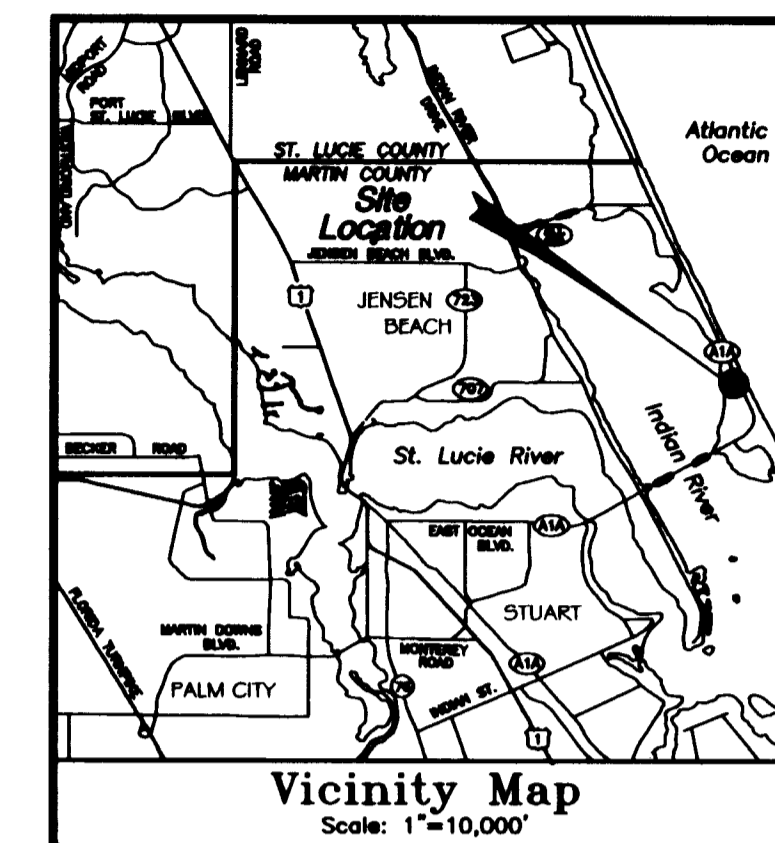 LENNARD
ROAD
PORT
ST. LUCIE BLVD.
INDIAN RIVER
DRIVE
Atlantic
Ocean
ST. LUCIE COUNTY
MARTIN COUNTY
Site
Location
JENSEN BEACH BLVD.
1
JENSEN
BEACH
723
A1A
707
Indian
River
BECKER ROAD
St. Lucie River
EAST OCEAN
BLVD.
A1A
STUART
FLORIDA TURNPIKE
MARTIN DOWNS
BLVD.
MONTEREY
ROAD
A1A
PALM CITY
76
INDIAN ST.
1
Vicinity Map
Scale: 1"=10,000'